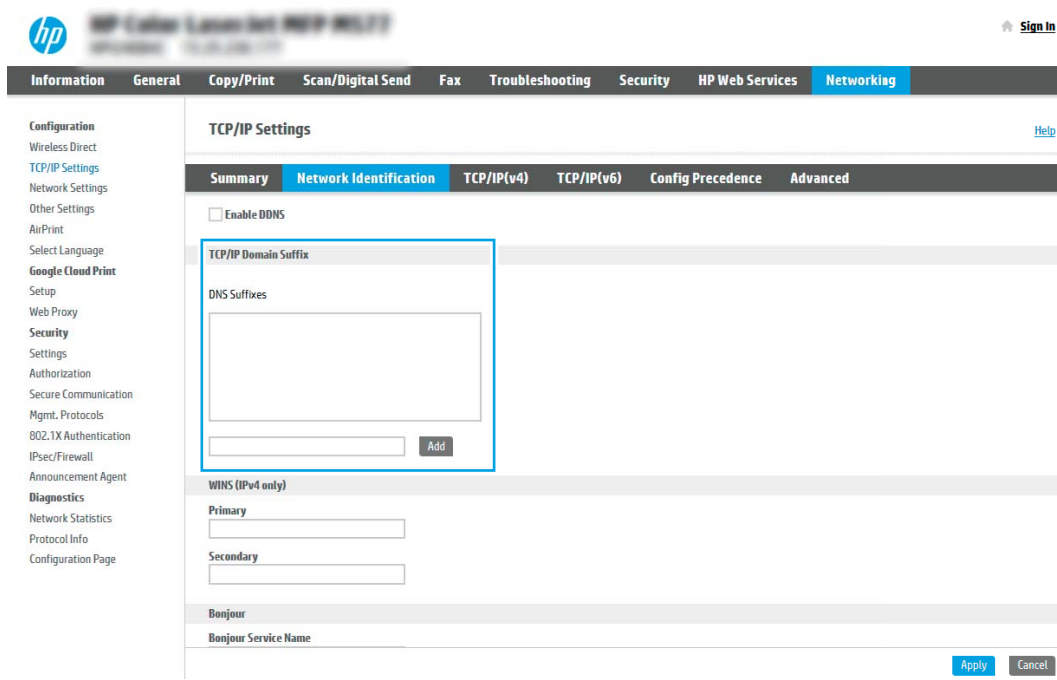 hp
Sign In
Information General Copy/Print Scan/Digital Send Fax Troubleshooting Security HP Web Services Networking
Configuration
Wireless Direct
TCP/IP Settings
Network Settings
Other Settings
AirPrint
Select Language
Google Cloud Print
Setup
Web Proxy
Security
Settings
Authorization
Secure Communication
Mgmt. Protocols
802.1X Authentication
IPsec/Firewall
Announcement Agent
Diagnostics
Network Statistics
Protocol Info
Configuration Page
TCP/IP Settings
Help
Summary Network Identification TCP/IP(v4) TCP/IP(v6) Config Precedence Advanced
Enable DDNS
TCP/IP Domain Suffix
DNS Suffixes
Add
WINS (IPv4 only)
Primary
Secondary
Bonjour
Bonjour Service Name
Apply Cancel